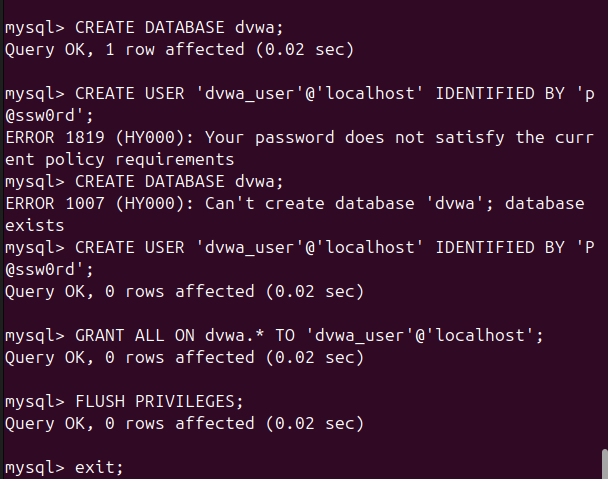 mysql> CREATE DATABASE dvwa;
Query OK, 1 row affected (0.02 sec)
mysql> CREATE USER 'dvwa_user'@'localhost' IDENTIFIED BY 'p
@ssw0rd';
ERROR 1819 (HY000): Your password does not satisfy the curr
ent policy requirements
mysql> CREATE DATABASE dvwa;
ERROR 1007 (HY000): Can't create database 'dvwa'; database
exists
mysql> CREATE USER 'dvwa_user'@'localhost' IDENTIFIED BY 'P
@ssw0rd';
Query OK, 0 rows affected (0.02 sec)
mysql> GRANT ALL ON dvwa.* TO 'dvwa_user'@'localhost';
Query OK, 0 rows affected (0.02 sec)
mysql> FLUSH PRIVILEGES;
Query OK, 0 rows affected (0.02 sec)
mysql> exit;